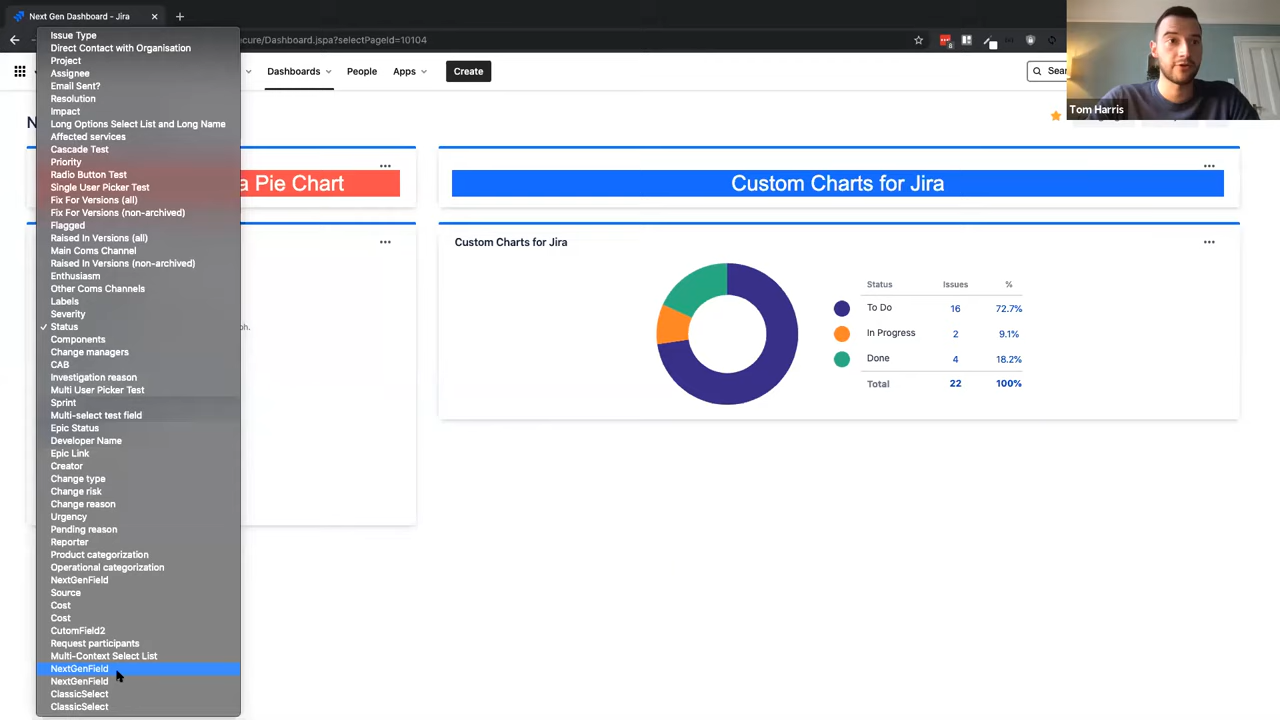 Next Gen Dashboard - Jira
ecure/Dashboard.jspa?selectPageId=10104
Tom Harris
Dashboards
People
Apps
Create
Sear
N
a Pie Chart
Custom Charts for Jira
Custom Charts for Jira
Status Issues %
To Do 16 72.7%
In Progress 2 9.1%
Done 4 18.2%
Total 22 100%
ph.
Issue Type
Direct Contact with Organisation
Project
Assignee
Email Sent?
Resolution
Impact
Long Options Select List and Long Name
Affected services
Cascade Test
Priority
Radio Button Test
Single User Picker Test
Fix For Versions (all)
Fix For Versions (non-archived)
Flagged
Raised In Versions (all)
Main Coms Channel
Raised In Versions (non-archived)
Enthusiasm
Other Coms Channels
Labels
Severity
✓ Status
Components
Change managers
CAB
Investigation reason
Multi User Picker Test
Sprint
Multi-select test field
Epic Status
Developer Name
Epic Link
Creator
Change type
Change risk
Change reason
Urgency
Pending reason
Reporter
Product categorization
Operational categorization
NextGenField
Source
Cost
Cost
CutomField2
Request participants
Multi-Context Select List
NextGenField
NextGenField
ClassicSelect
ClassicSelect